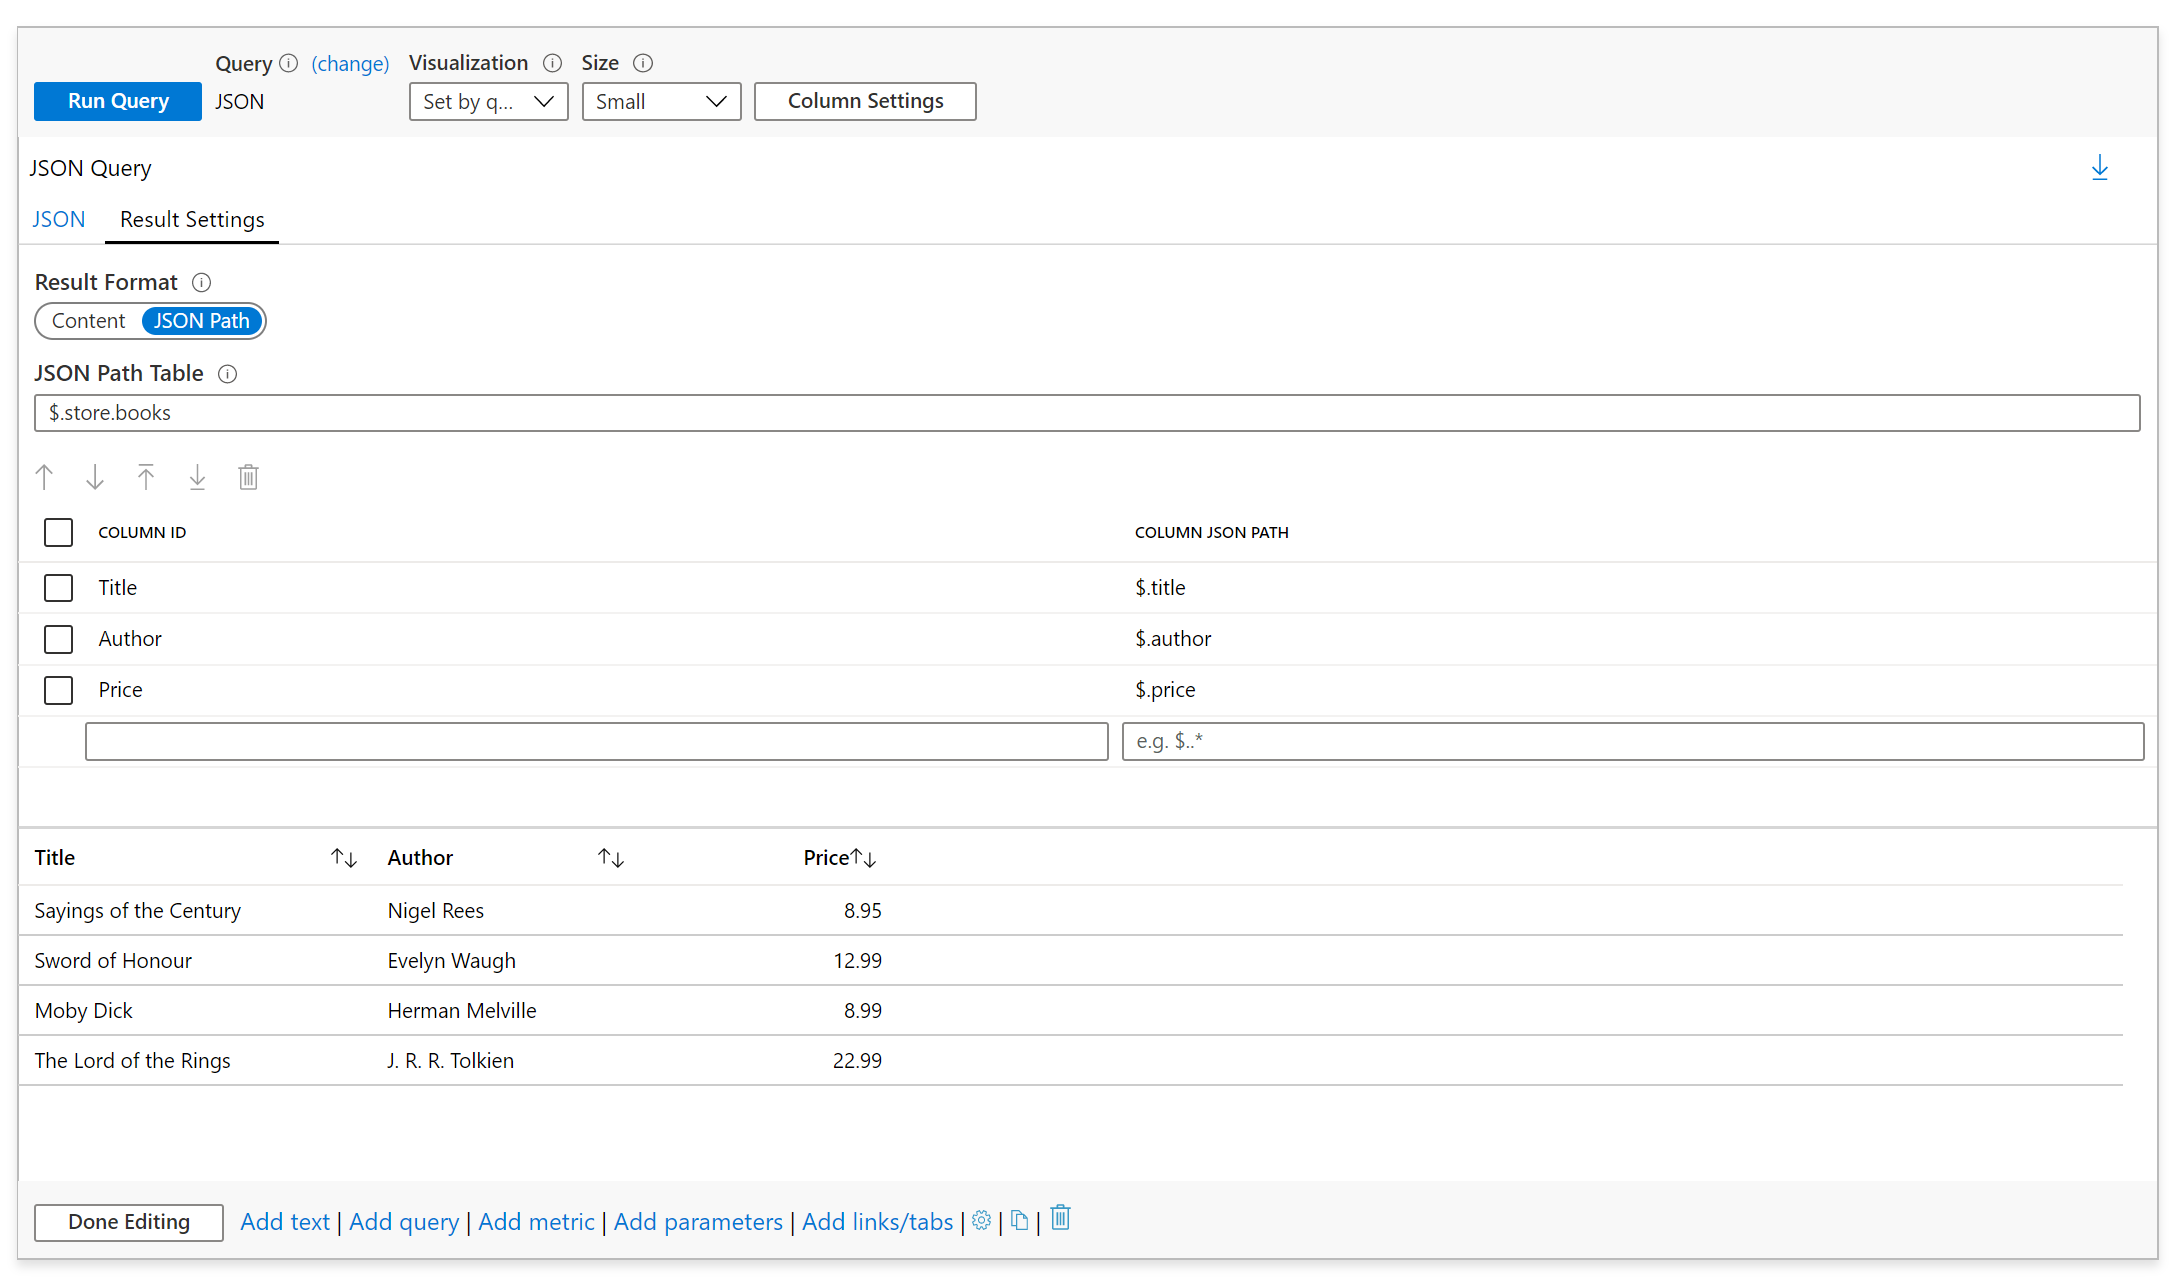 Query (change) Visualization Size
Run Query JSON Set by q... Small Column Settings
JSON Query
JSON Result Settings
Result Format
Content JSON Path
JSON Path Table
$.store.books
COLUMN ID COLUMN JSON PATH
Title $.title
Author $.author
Price $.price
e.g. $..*
Title Author Price
Sayings of the Century Nigel Rees 8.95
Sword of Honour Evelyn Waugh 12.99
Moby Dick Herman Melville 8.99
The Lord of the Rings J. R. R. Tolkien 22.99
Done Editing Add text | Add query | Add metric | Add parameters | Add links/tabs | | |